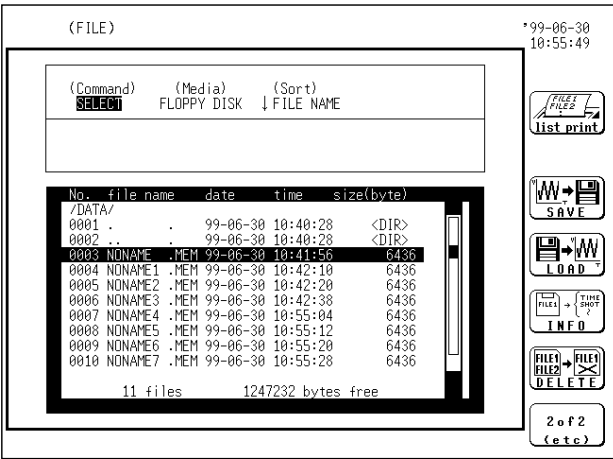 (FILE)
'99-06-30
10:55:49
(Command) (Media) (Sort)
SELECT FLOPPY DISK ↓FILE NAME
No. file name date time size(byte)
/DATA/
0001 . . 99-06-30 10:40:28 <DIR>
0002 .. . 99-06-30 10:40:28 <DIR>
0003 NONAME .MEM 99-06-30 10:41:56 6436
0004 NONAME1 .MEM 99-06-30 10:42:10 6436
0005 NONAME2 .MEM 99-06-30 10:42:20 6436
0006 NONAME3 .MEM 99-06-30 10:42:38 6436
0007 NONAME4 .MEM 99-06-30 10:55:04 6436
0008 NONAME5 .MEM 99-06-30 10:55:12 6436
0009 NONAME6 .MEM 99-06-30 10:55:20 6436
0010 NONAME7 .MEM 99-06-30 10:55:28 6436
11 files 1247232 bytes free
FILE1
FILE2
list print
V T
SAVE
V T
LOAD
FILE1 → TIME
SHOT
INFO
FILE1 → FILE1
FILE2
DELETE
2of2
(etc)